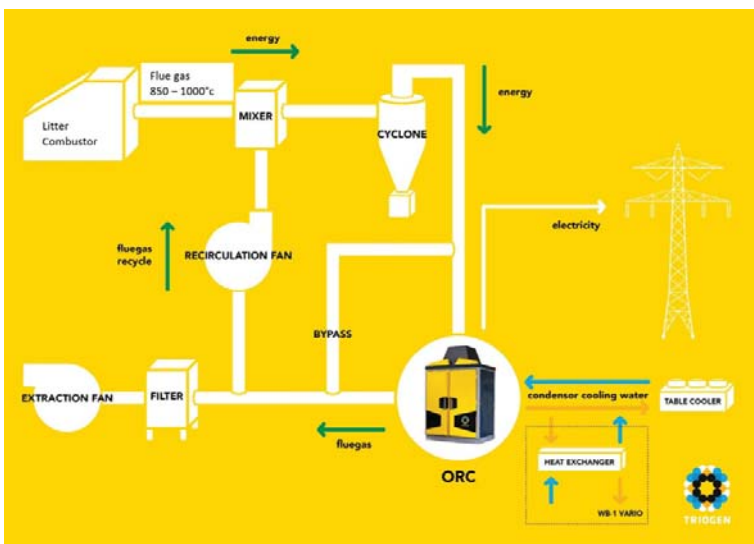 energy
Flue gas
850 – 1000°c
MIXER
Litter
Combustor
CYCLONE
energy
electricity
fluegas
recycle
RECIRCULATION FAN
BYPASS
EXTRACTION FAN
FILTER
condensor cooling water
TABLE COOLER
fluegas
ORC
HEAT EXCHANGER
WB-1 VARIO
TRIOGEN